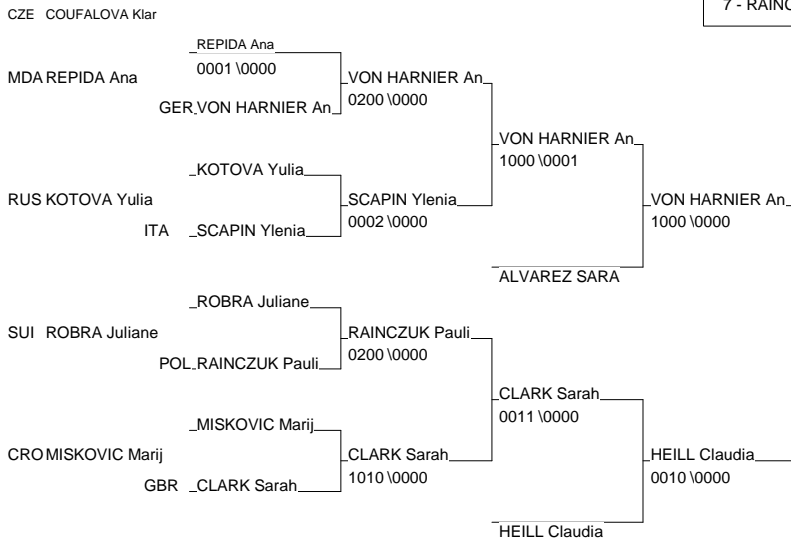 CZE COUFALOVA Klar
7 - RAINC
REPIDA Ana
0001 \0000
MDA REPIDA Ana
VON HARNIER An
0200 \0000
GER VON HARNIER An
VON HARNIER An
1000 \0001
KOTOVA Yulia
RUS KOTOVA Yulia
SCAPIN Ylenia
0002 \0000
VON HARNIER An
1000 \0000
ITA SCAPIN Ylenia
ALVAREZ SARA
ROBRA Juliane
SUI ROBRA Juliane
RAINCZUK Pauli
0200 \0000
POL RAINCZUK Pauli
CLARK Sarah
0011 \0000
MISKOVIC Marij
CRO MISKOVIC Marij
CLARK Sarah
1010 \0000
HEILL Claudia
0010 \0000
GBR CLARK Sarah
HEILL Claudia